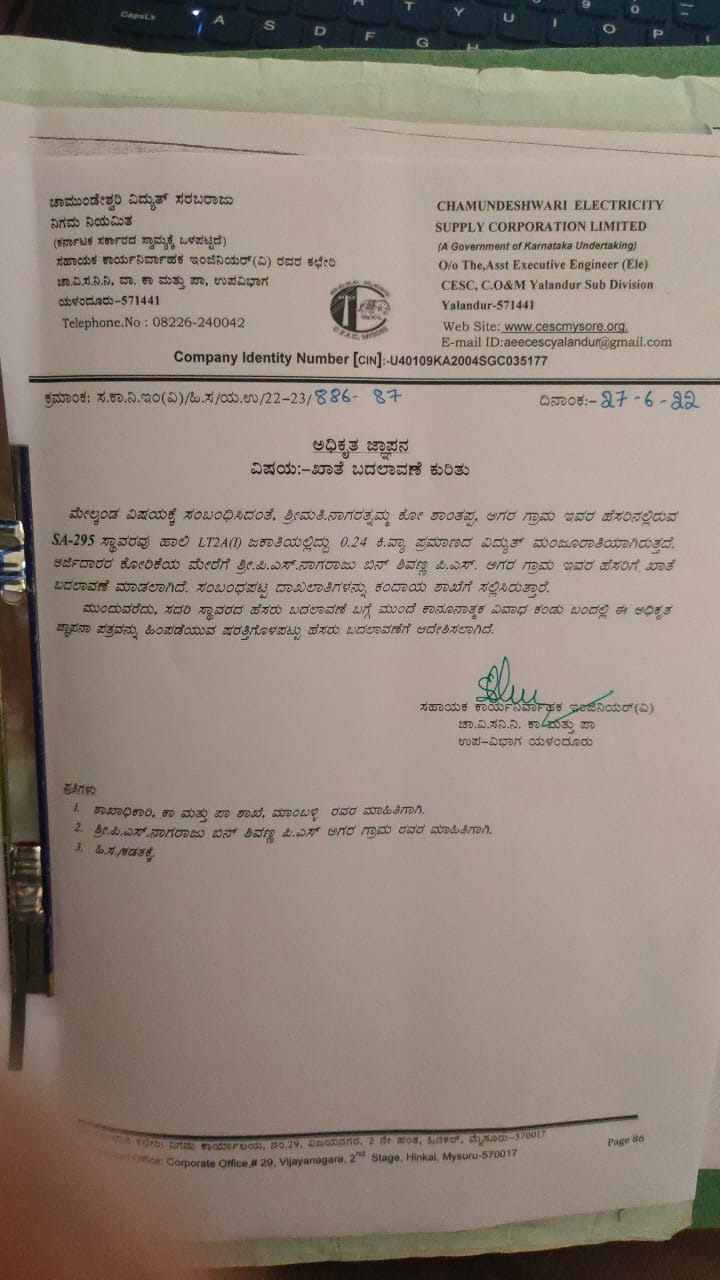 ಚಾಮುಂಡೇಶ್ವರಿ ವಿದ್ಯುತ್ ಸರಬರಾಜು
ನಿಗಮ ನಿಯಮಿತ
(ಕರ್ನಾಟಕ ಸರ್ಕಾರದ ಸ್ವಾಮ್ಯಕ್ಕೆ ಒಳಪಟ್ಟಿದೆ)
ಸಹಾಯಕ ಕಾರ್ಯನಿರ್ವಾಹಕ ಇಂಜಿನಿಯರ್(ವಿ) ರವರ ಕಛೇರಿ
ಚಾ.ವಿ.ಸ.ನಿ.ನಿ, ವಾ. ಕಾ ಮತ್ತು ಪಾ, ಉಪವಿಭಾಗ
ಯಳಂದೂರು-571441
Telephone.No : 08226-240042
CHAMUNDESHWARI ELECTRICITY
SUPPLY CORPORATION LIMITED
(A Government of Karnataka Undertaking)
O/o The,Asst Executive Engineer (Ele)
CESC, C.O&M Yalandur Sub Division
Yalandur-571441
Web Site: www.cescmysore.org.
E-mail ID:aeecescyalandur@gmail.com
C.E.S.C, MYSORE
Company Identity Number [CIN]:-U40109KA2004SGC035177
ಕ್ರಮಾಂಕ: ಸ.ಕಾ.ನಿ.ಇಂ(ವಿ)/ಹಿ.ಸ/ಯ.ಉ/22-23/886- 87
ದಿನಾಂಕ:- 27-6-22
ಅಧಿಕೃತ ಜ್ಞಾಪನ
ವಿಷಯ:-ಖಾತೆ ಬದಲಾವಣೆ ಕುರಿತು
ಮೇಲ್ಕಂಡ ವಿಷಯಕ್ಕೆ ಸಂಬಂಧಿಸಿದಂತೆ, ಶ್ರೀಮತಿ.ನಾಗರತ್ನಮ್ಮ ಕೋ ಶಾಂತಪ್ಪ, ಅಗರ ಗ್ರಾಮ ಇವರ ಹೆಸರಿನಲ್ಲಿರುವ
SA-295 ಸ್ಥಾವರವು ಹಾಲಿ LT2A(I) ಜಕಾತಿಯಲ್ಲಿದ್ದು 0.24 ಕಿ.ವ್ಯಾ ಪ್ರಮಾಣದ ವಿದ್ಯುತ್ ಮಂಜೂರಾತಿಯಾಗಿರುತ್ತದೆ.
ಅರ್ಜಿದಾರರ ಕೋರಿಕೆಯ ಮೇರೆಗೆ ಶ್ರೀ.ಪಿ.ಎಸ್.ನಾಗರಾಜು ಬಿನ್ ಶಿವಣ್ಣ ಪಿ.ಎಸ್. ಅಗರ ಗ್ರಾಮ ಇವರ ಹೆಸರಿಗೆ ಖಾತೆ
ಬದಲಾವಣೆ ಮಾಡಲಾಗಿದೆ. ಸಂಬಂಧಪಟ್ಟ ದಾಖಲಾತಿಗಳನ್ನು ಕಂದಾಯ ಶಾಖೆಗೆ ಸಲ್ಲಿಸಿರುತ್ತಾರೆ.
ಮುಂದುವರೆದು, ಸದರಿ ಸ್ಥಾವರದ ಹೆಸರು ಬದಲಾವಣೆ ಬಗ್ಗೆ ಮುಂದೆ ಕಾನೂನಾತ್ಮಕ ವಿವಾಧ ಕಂಡು ಬಂದಲ್ಲಿ ಈ ಅಧಿಕೃತ
ಜ್ಞಾಪನಾ ಪತ್ರವನ್ನು ಹಿಂಪಡೆಯುವ ಷರತ್ತಿಗೊಳಪಟ್ಟು ಹೆಸರು ಬದಲಾವಣೆಗೆ ಆದೇಶಿಸಲಾಗಿದೆ.
ಸಹಾಯಕ ಕಾರ್ಯನಿರ್ವಾಹಕ ಇಂಜಿನಿಯರ್(ವಿ)
ಚಾ.ವಿ.ಸನಿ.ನಿ. ಕಾ ಮತ್ತು ಪಾ
ಉಪ-ವಿಭಾಗ ಯಳಂದೂರು
ಪ್ರತಿಗಳು
1. ಶಾಖಾಧಿಕಾರಿ, ಕಾ ಮತ್ತು ಪಾ ಶಾಖೆ, ಮಾಂಬಳ್ಳಿ ರವರ ಮಾಹಿತಿಗಾಗಿ.
2. ಶ್ರೀ.ಪಿ.ಎಸ್.ನಾಗರಾಜು ಬಿನ್ ಶಿವಣ್ಣ ಪಿ.ಎಸ್ ಅಗರ ಗ್ರಾಮ ರವರ ಮಾಹಿತಿಗಾಗಿ.
3. ಹಿ.ಸ./ಕಡತಕ್ಕೆ.
ಕಛೇರಿ: ನಿಗಮ ಕಾರ್ಯಾಲಯ, ನಂ.29, ವಿಜಯನಗರ, 2 ನೇ ಹಂತ, ಹಿನಕಲ್, ಮೈಸೂರು-570017
Office: Corporate Office,# 29, Vijayanagara, 2nd Stage, Hinkal, Mysuru-570017
Page 86
CapsLk A S D F G H T Y U I O P